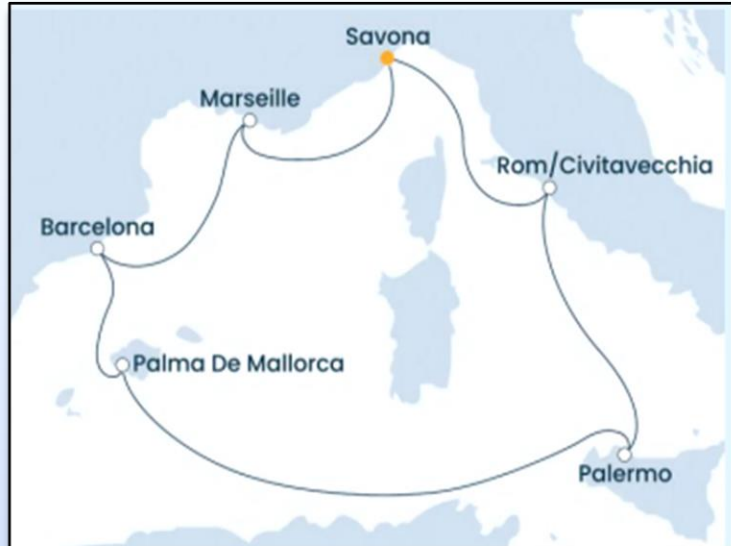 Savona
Marseille
Rom/Civitavecchia
Barcelona
Palma De Mallorca
Palermo